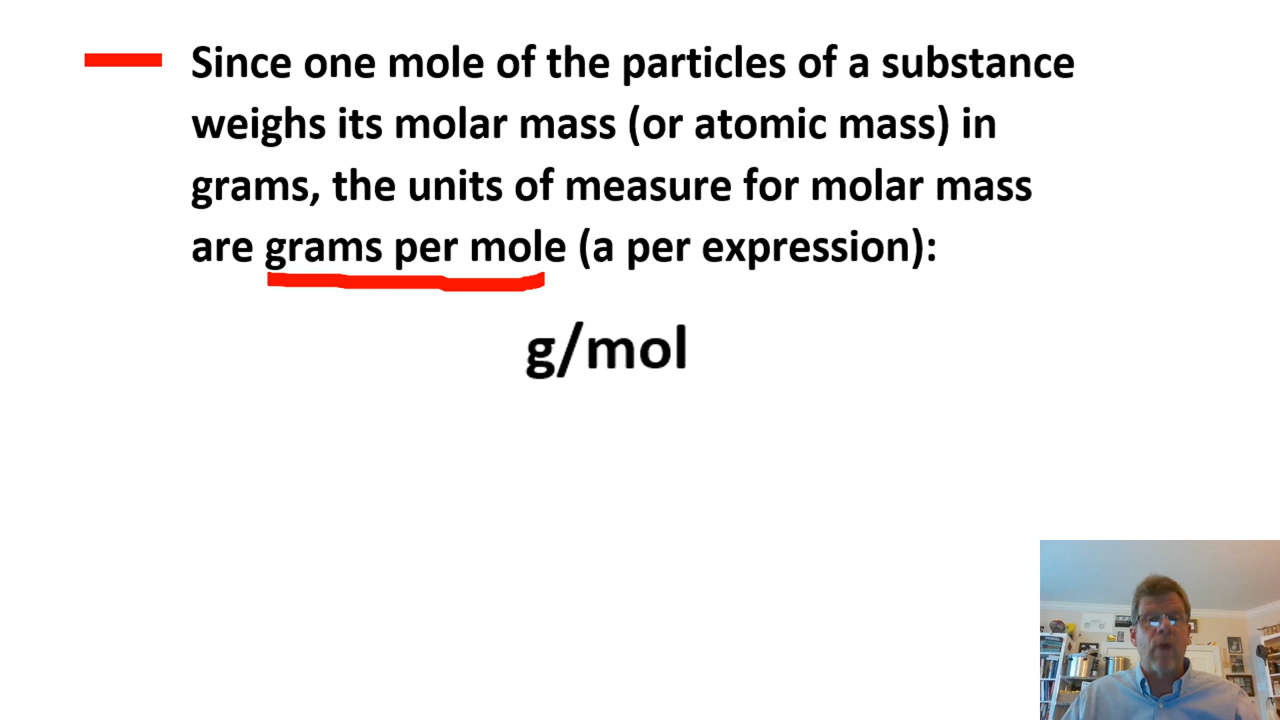 Since one mole of the particles of a substance
weighs its molar mass (or atomic mass) in
grams, the units of measure for molar mass
are grams per mole (a per expression):
g/mol